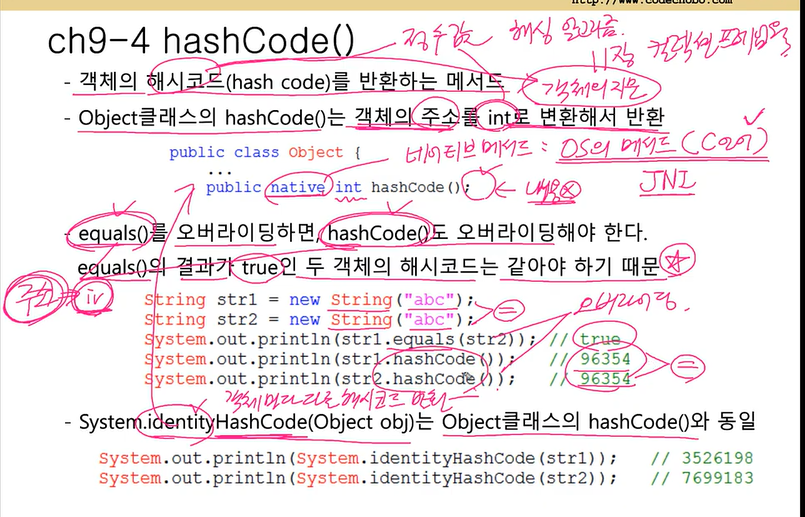 http://www.codechobo.com
ch9-4 hashCode()
정수값 해싱 알고리즘.
11장 컬렉션 프레임웍
- 객체의 해시코드(hash code)를 반환하는 메서드
객체의 지문
- Object클래스의 hashCode()는 객체의 주소를 int로 변환해서 반환
public class Object {
네이티브 메서드 : OS의 메서드 (C언어)
...
public native int hashCode();
← 내용 ⓧ
JNI
- equals()를 오버라이딩하면, hashCode()도 오버라이딩해야 한다.
equals()의 결과가 true인 두 객체의 해시코드는 같아야 하기 때문
주소 iv
String str1 = new String("abc");
String str2 = new String("abc");
=
오버라이딩.
System.out.println(str1.equals(str2)); // true
System.out.println(str1.hashCode()); // 96354
System.out.println(str2.hashCode()); // 96354
=
객체마다 다른 해시코드 반환
- System.identityHashCode(Object obj)는 Object클래스의 hashCode()와 동일
System.out.println(System.identityHashCode(str1)); // 3526198
System.out.println(System.identityHashCode(str2)); // 7699183